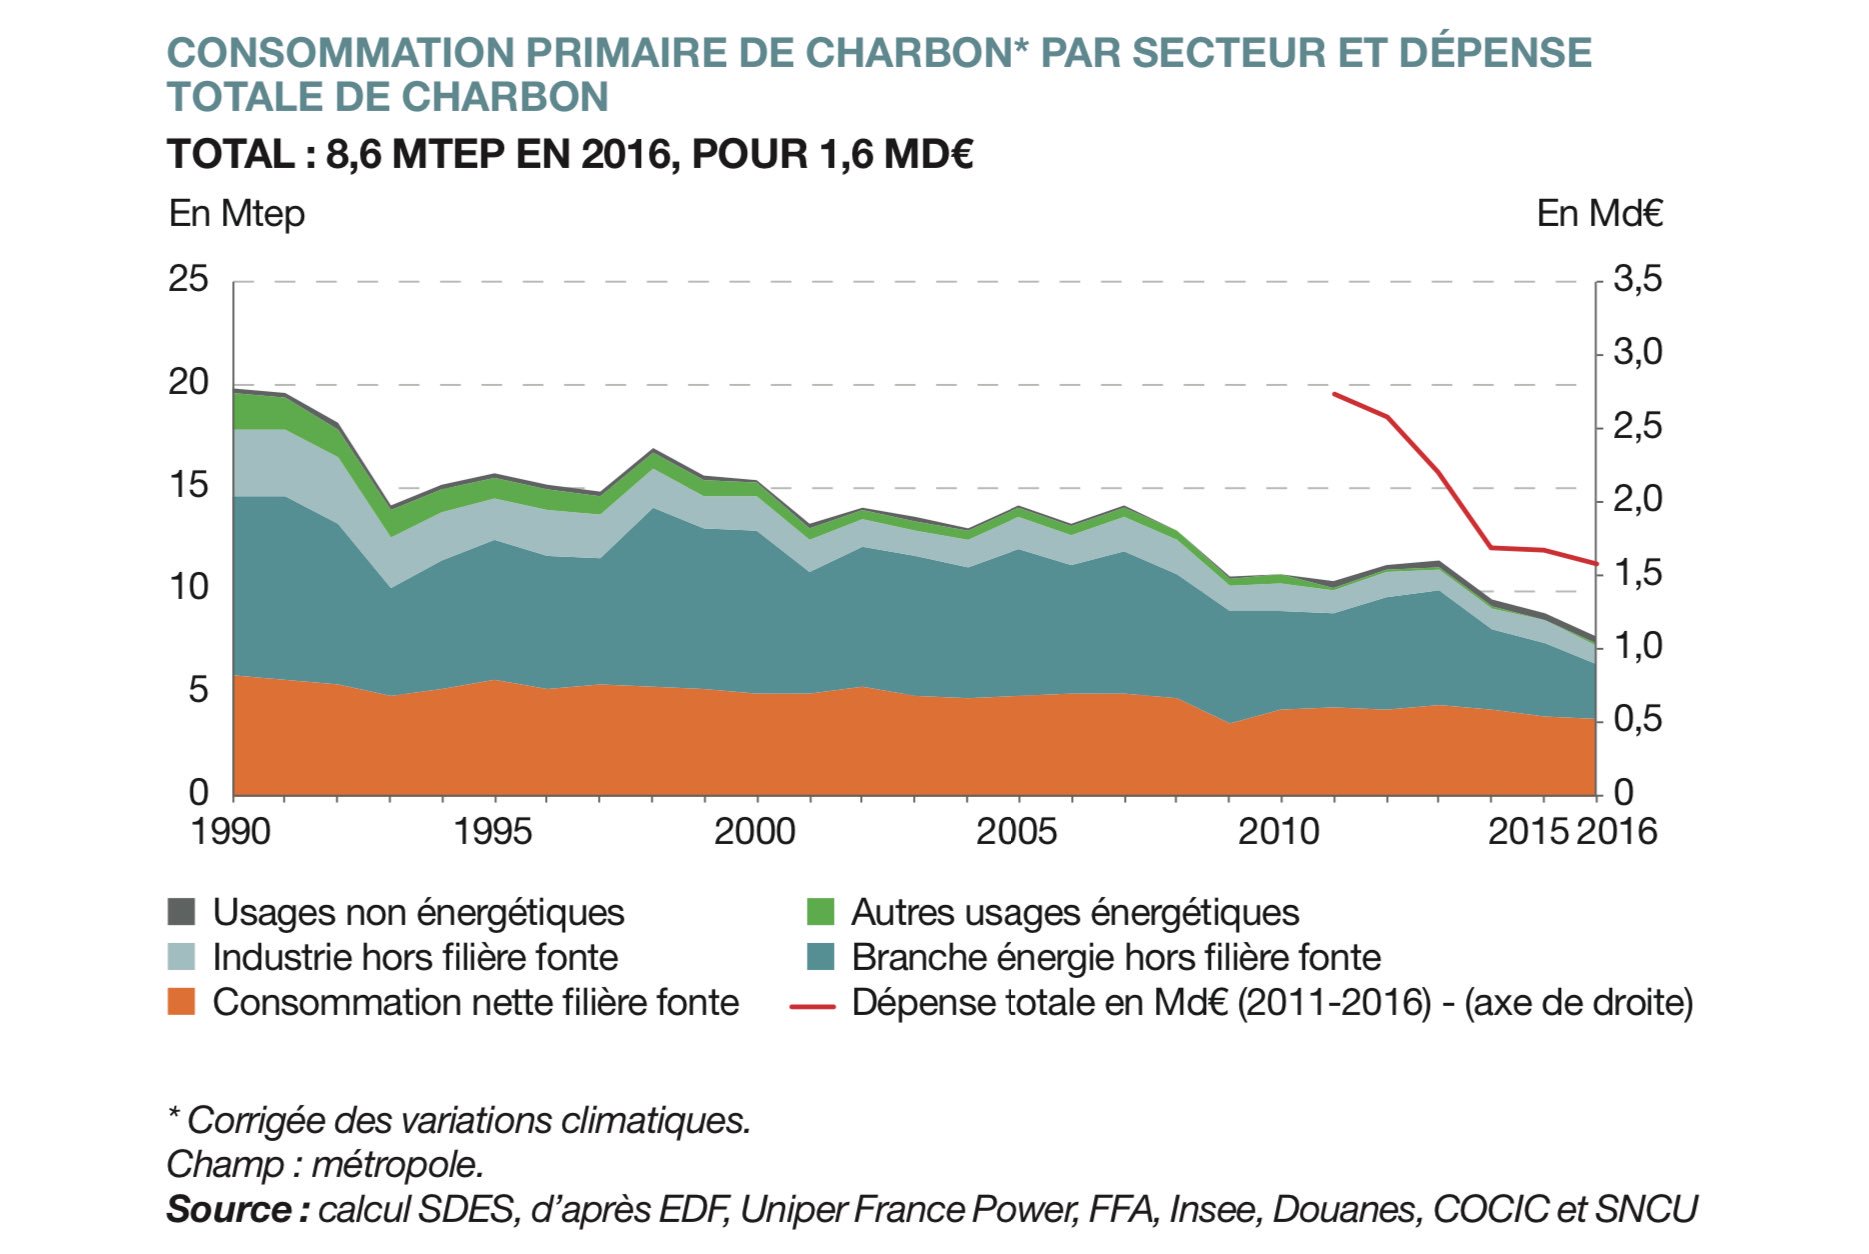 CONSOMMATION PRIMAIRE DE CHARBON* PAR SECTEUR ET DÉPENSE
TOTALE DE CHARBON
TOTAL : 8,6 MTEP EN 2016, POUR 1,6 MD€
En Mtep
En Md€
25
20
15
10
5
0
3,5
3,0
2,5
2,0
1,5
1,0
0,5
0
1990 1995 2000 2005 2010 2015 2016
Usages non énergétiques
Autres usages énergétiques
Industrie hors filière fonte
Branche énergie hors filière fonte
Consommation nette filière fonte
Dépense totale en Md€ (2011-2016) - (axe de droite)
* Corrigée des variations climatiques.
Champ : métropole.
Source : calcul SDES, d’après EDF, Uniper France Power, FFA, Insee, Douanes, COCIC et SNCU